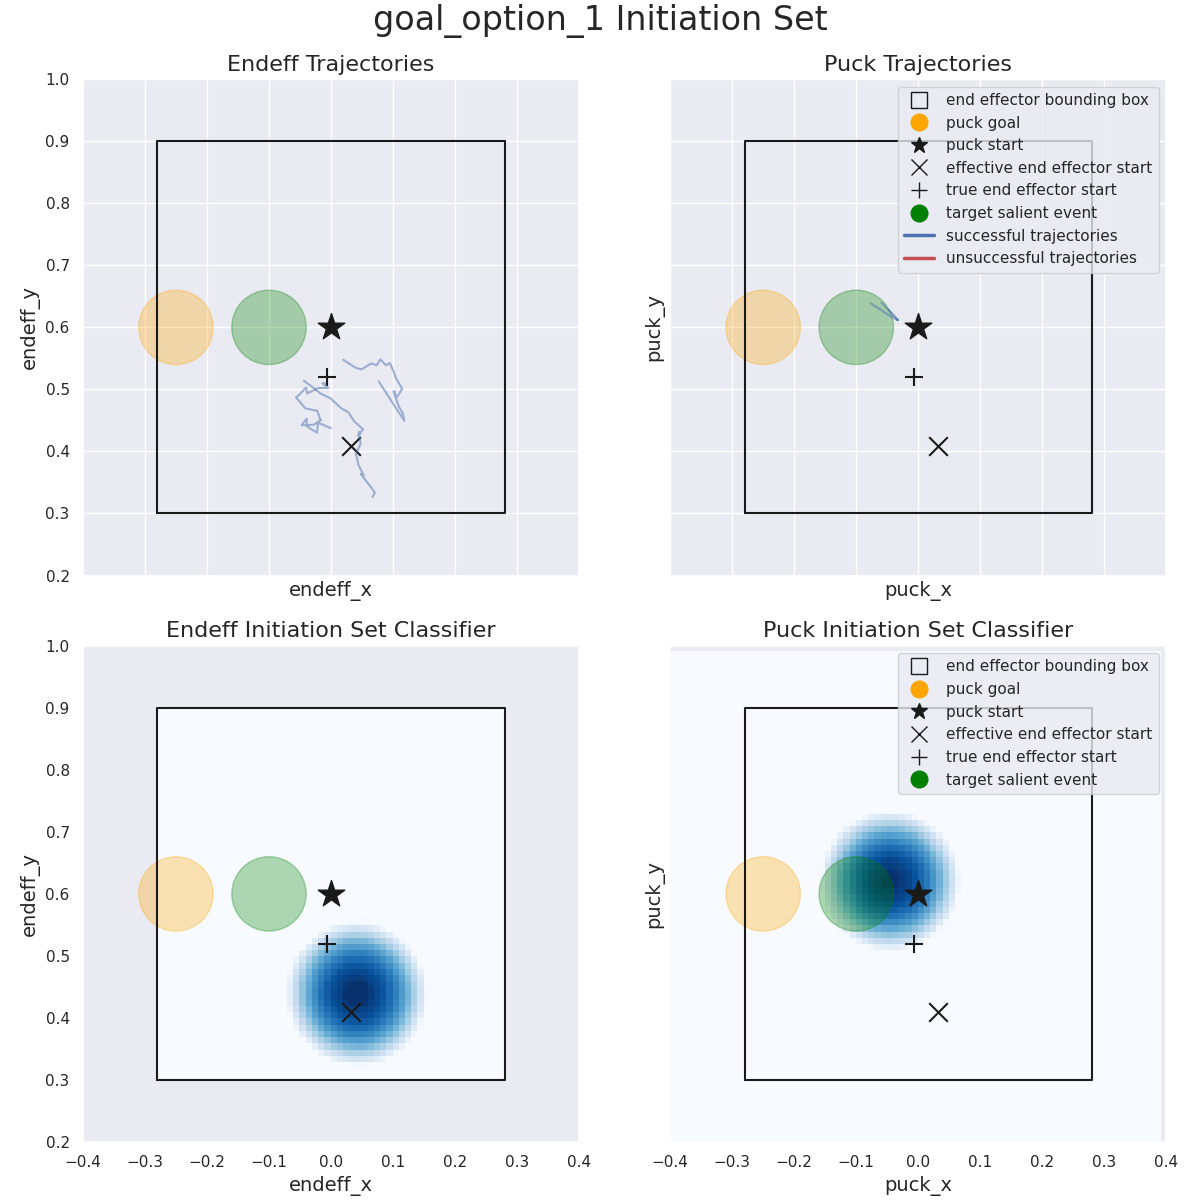 goal_option_1 Initiation Set
Endeff Trajectories
1.0
0.9
0.8
0.7
0.6
0.5
0.4
0.3
0.2
endeff_y
endeff_x
Puck Trajectories
end effector bounding box
puck goal
puck start
effective end effector start
true end effector start
target salient event
successful trajectories
unsuccessful trajectories
puck_y
puck_x
Endeff Initiation Set Classifier
1.0
0.9
0.8
0.7
0.6
0.5
0.4
0.3
0.2
endeff_y
−0.4 −0.3 −0.2 −0.1 0.0 0.1 0.2 0.3 0.4
endeff_x
Puck Initiation Set Classifier
end effector bounding box
puck goal
puck start
effective end effector start
true end effector start
target salient event
puck_y
−0.4 −0.3 −0.2 −0.1 0.0 0.1 0.2 0.3 0.4
puck_x